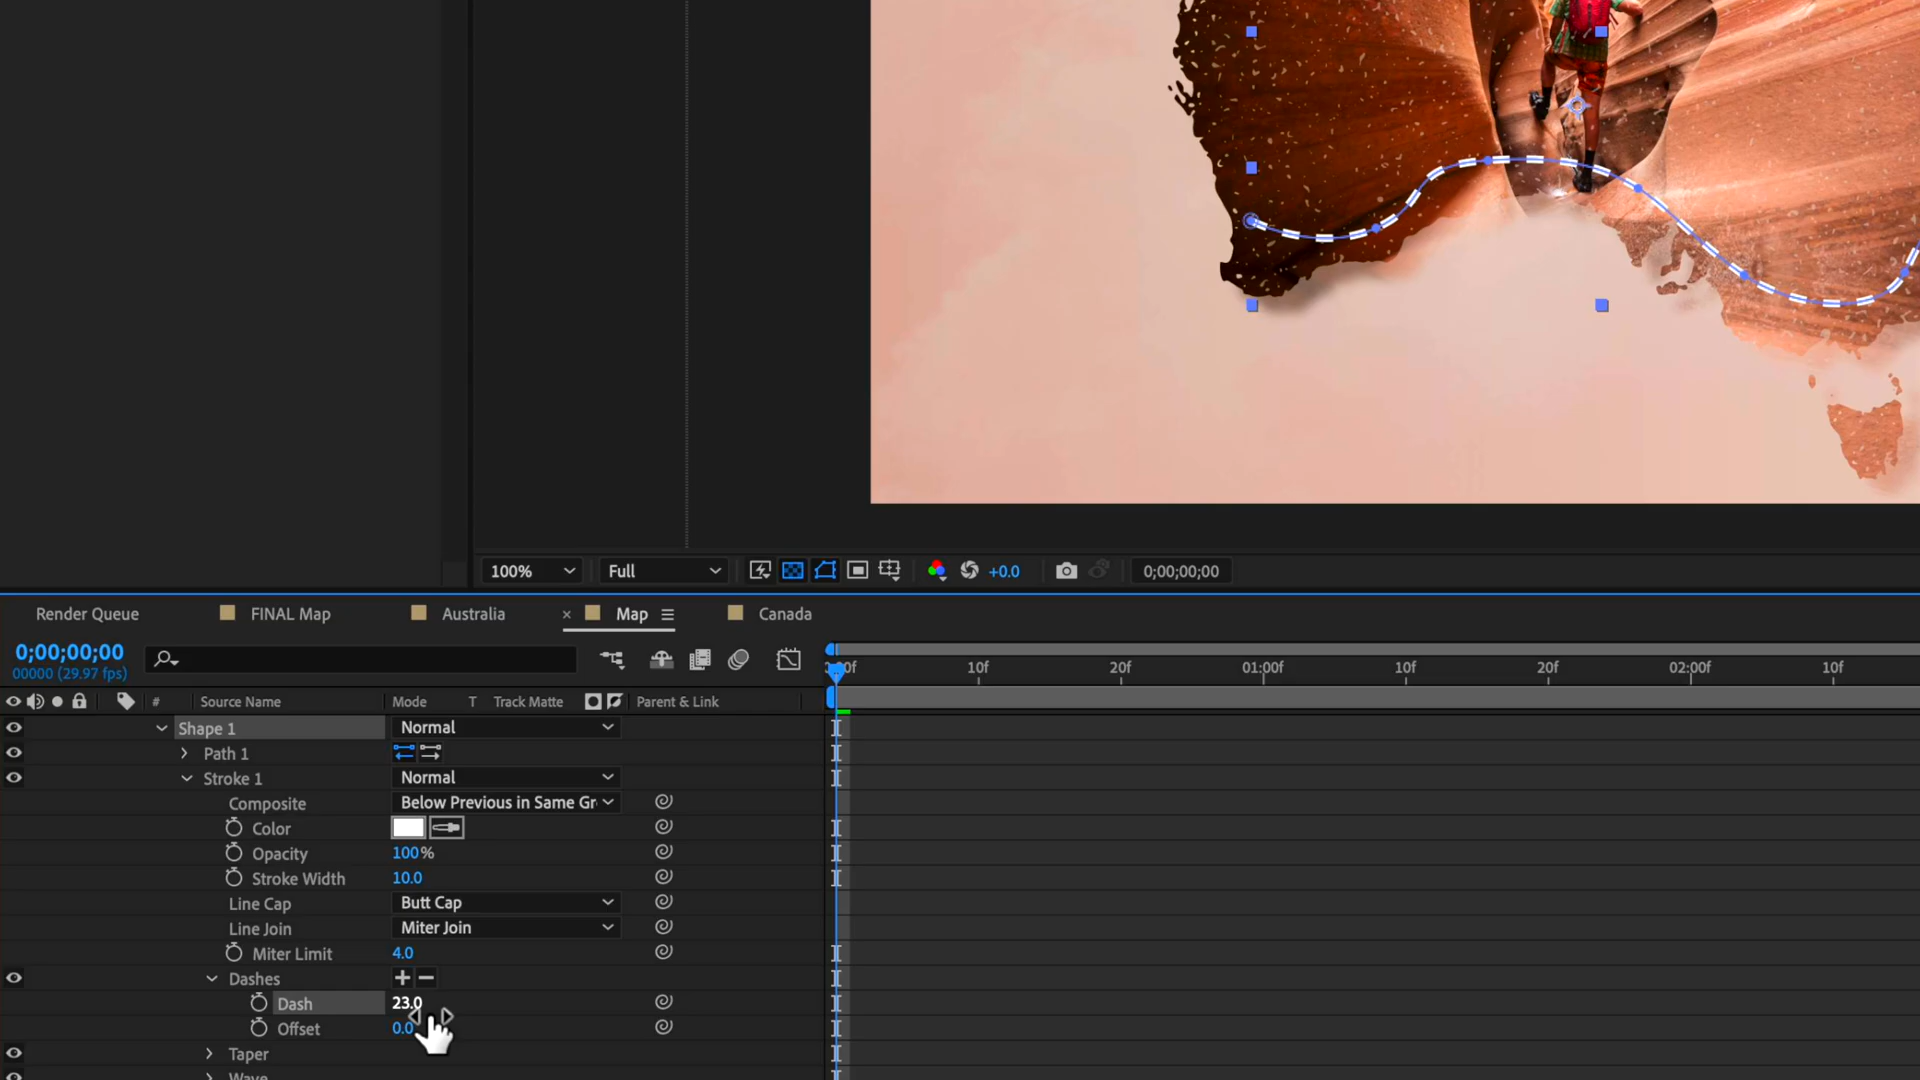 100% Full +0.0 0;00;00;00
Render Queue FINAL Map Australia × Map Canada
0;00;00;00
00000 (29.97 fps)
10f 20f 01:00f 10f 20f 02:00f 10f
# Source Name Mode T Track Matte Parent & Link
Shape 1 Normal
Path 1
Stroke 1 Normal
Composite Below Previous in Same Gr
Color
Opacity 100%
Stroke Width 10.0
Line Cap Butt Cap
Line Join Miter Join
Miter Limit 4.0
Dashes + −
Dash 23.0
Offset 0.0
Taper
Wave